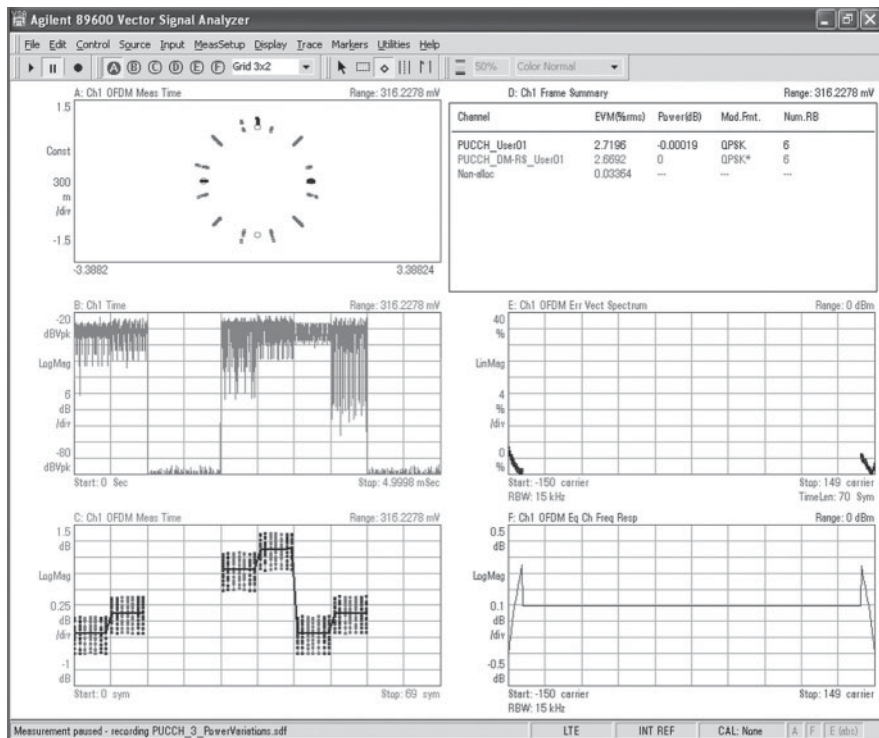 Agilent 89600 Vector Signal Analyzer
File Edit Control Source Input MeasSetup Display Trace Markers Utilities Help
A B C D E F Grid 3x2 50% Color Normal
A: Ch1 OFDM Meas Time Range: 316.2278 mV
1.5
Const
300
m
/div
-1.5
-3.3882 3.38824
D: Ch1 Frame Summary Range: 316.2278 mV
Channel EVM(%rms) Power(dB) Mod.Fmt. Num.RB
PUCCH_User01 2.7196 -0.00019 QPSK 6
PUCCH_DM-RS_User01 2.6692 0 QPSK* 6
Non-alloc 0.03364 --- --- ---
B: Ch1 Time Range: 316.2278 mV
-20
dBVpk
LogMag
6
dB
/div
-80
dBVpk
Start: 0 Sec Stop: 4.9998 mSec
E: Ch1 OFDM Err Vect Spectrum Range: 0 dBm
40
%
LinMag
4
%
/div
0
%
Start: -150 carrier Stop: 149 carrier
RBW: 15 kHz TimeLen: 70 Sym
C: Ch1 OFDM Meas Time Range: 316.2278 mV
1.5
dB
LogMag
0.25
dB
/div
-1
dB
Start: 0 sym Stop: 69 sym
F: Ch1 OFDM Eq Ch Freq Resp Range: 0 dBm
0.5
dB
LogMag
0.1
dB
/div
-0.5
dB
Start: -150 carrier Stop: 149 carrier
RBW: 15 kHz
Measurement paused - recording PUCCH_3_PowerVariations.sdf LTE INT REF CAL: None A F E (abs)